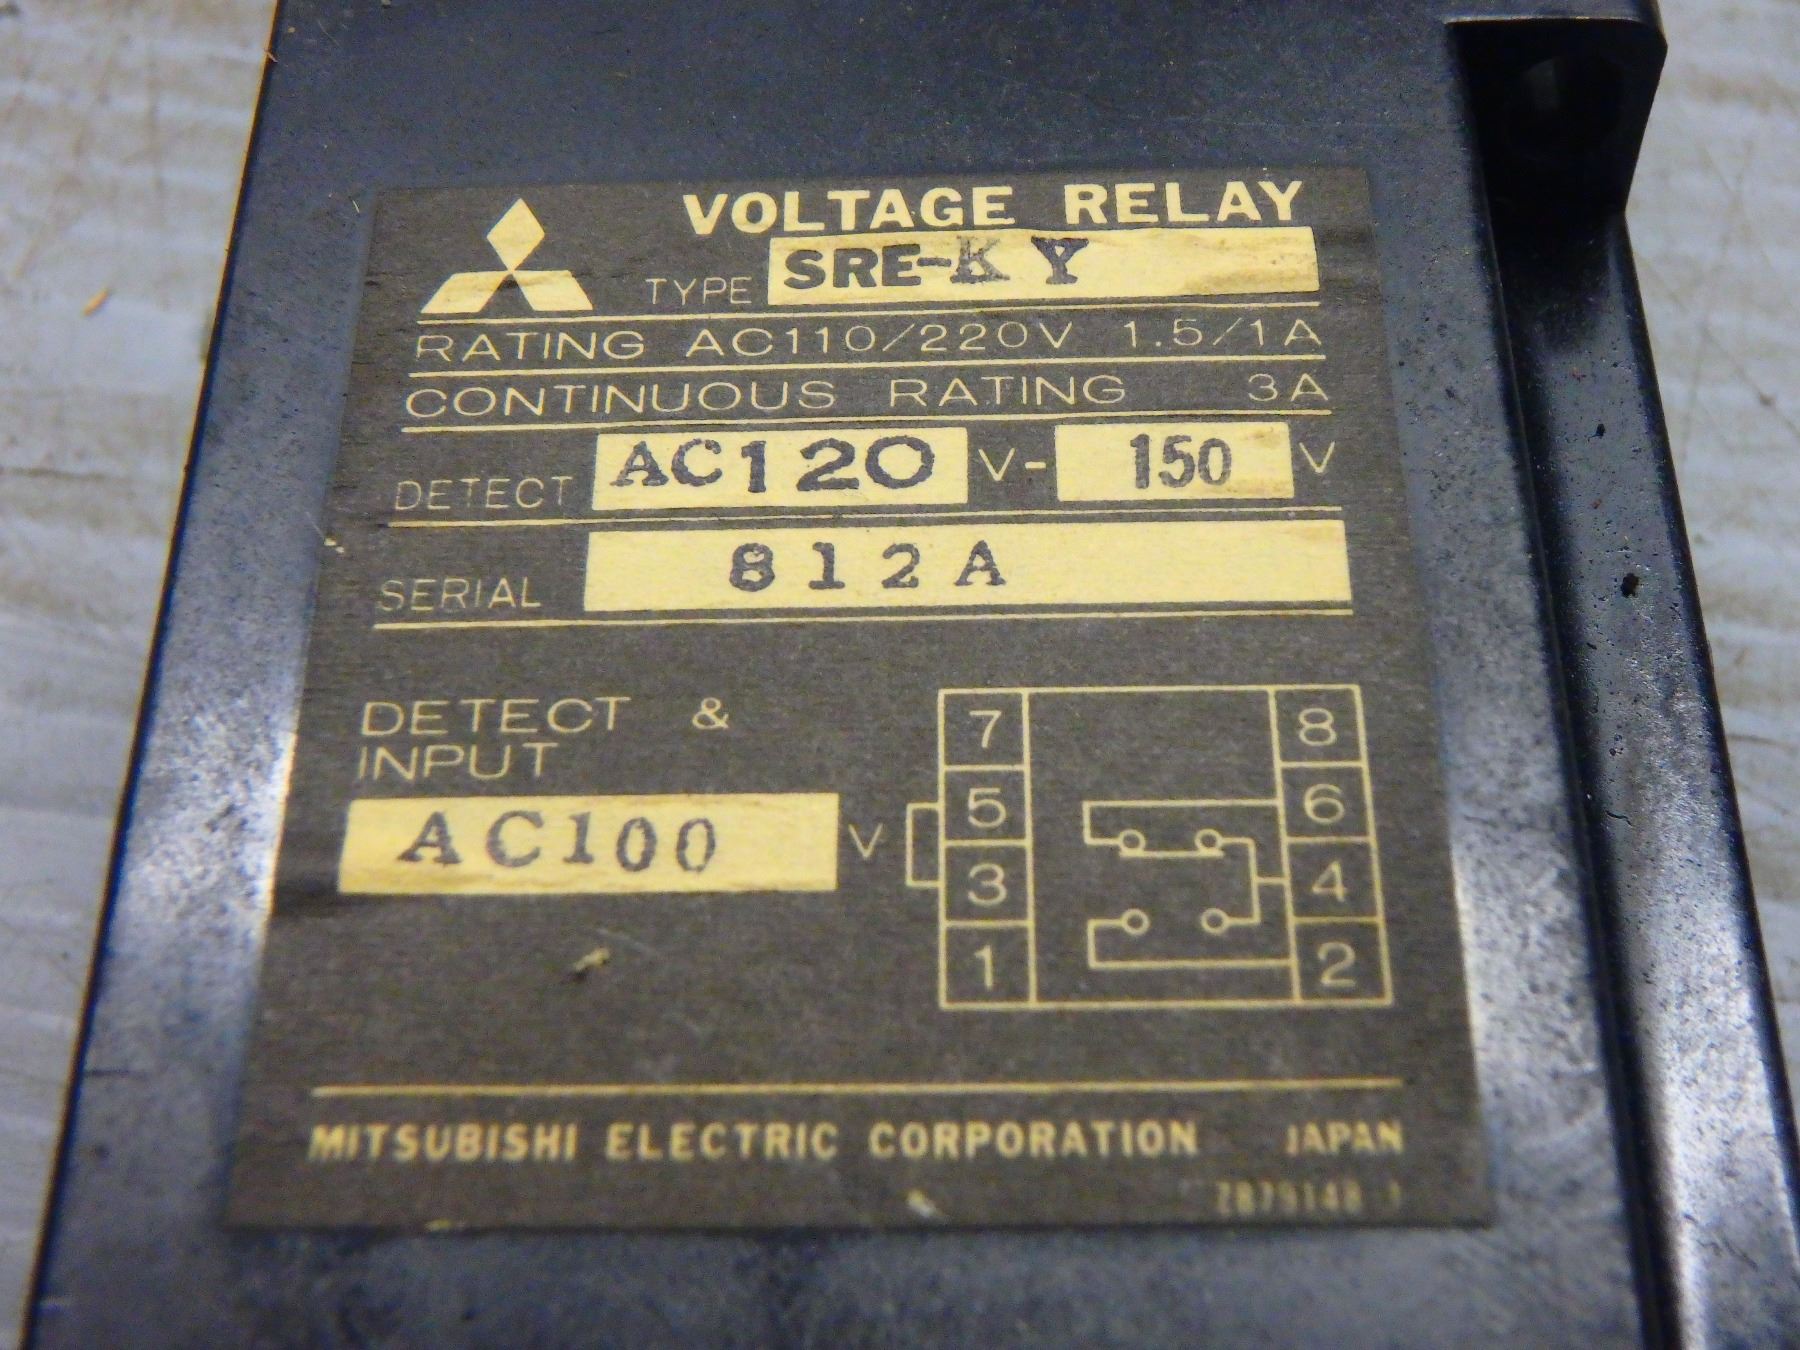 VOLTAGE RELAY
TYPE SRE-KY
RATING AC110/220V 1.5/1A
CONTINUOUS RATING 3A
DETECT AC120 V- 150 V
SERIAL 812A
DETECT &
INPUT
AC100 V
7 8
5 6
3 4
1 2
MITSUBISHI ELECTRIC CORPORATION JAPAN